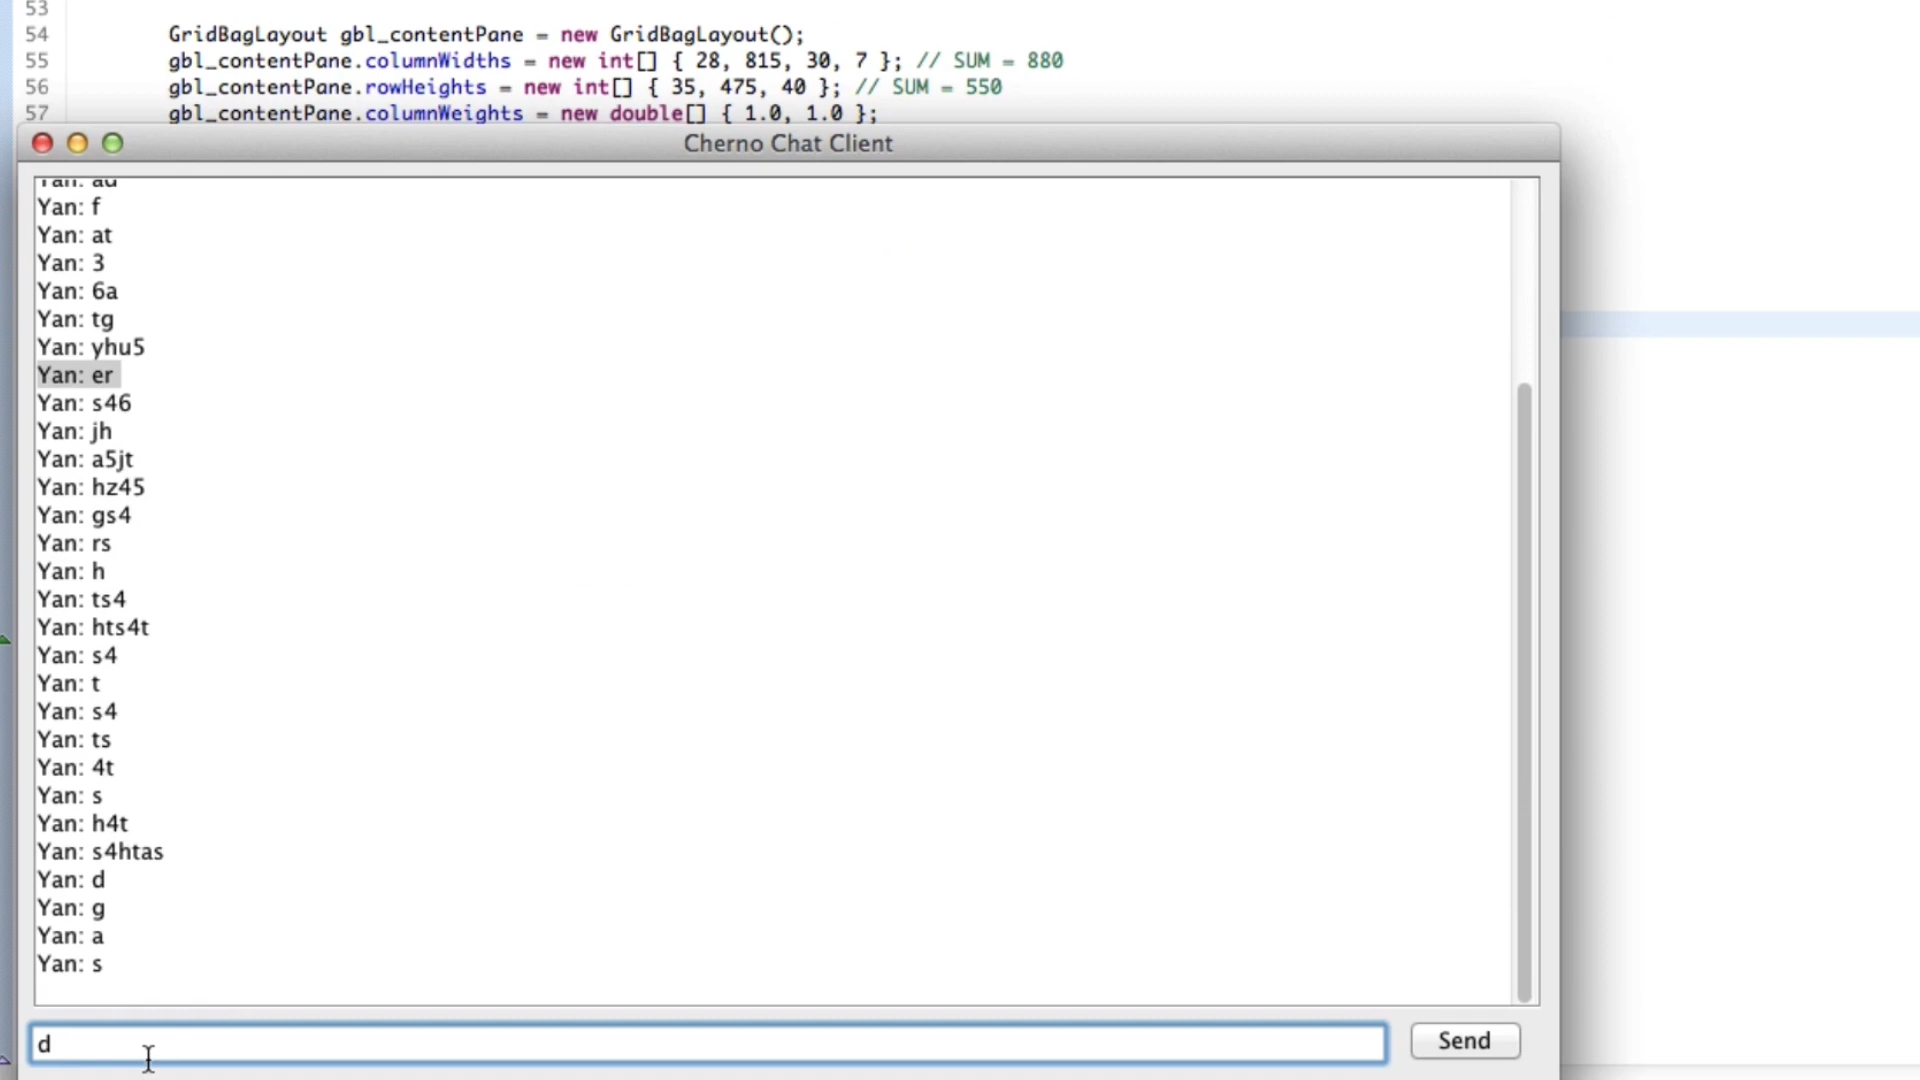 53
54 GridBagLayout gbl_contentPane = new GridBagLayout();
55 gbl_contentPane.columnWidths = new int[] { 28, 815, 30, 7 }; // SUM = 880
56 gbl_contentPane.rowHeights = new int[] { 35, 475, 40 }; // SUM = 550
57 gbl_contentPane.columnWeights = new double[] { 1.0, 1.0 };
Cherno Chat Client
Yan: ad
Yan: f
Yan: at
Yan: 3
Yan: 6a
Yan: tg
Yan: yhu5
Yan: er
Yan: s46
Yan: jh
Yan: a5jt
Yan: hz45
Yan: gs4
Yan: rs
Yan: h
Yan: ts4
Yan: hts4t
Yan: s4
Yan: t
Yan: s4
Yan: ts
Yan: 4t
Yan: s
Yan: h4t
Yan: s4htas
Yan: d
Yan: g
Yan: a
Yan: s
d
Send